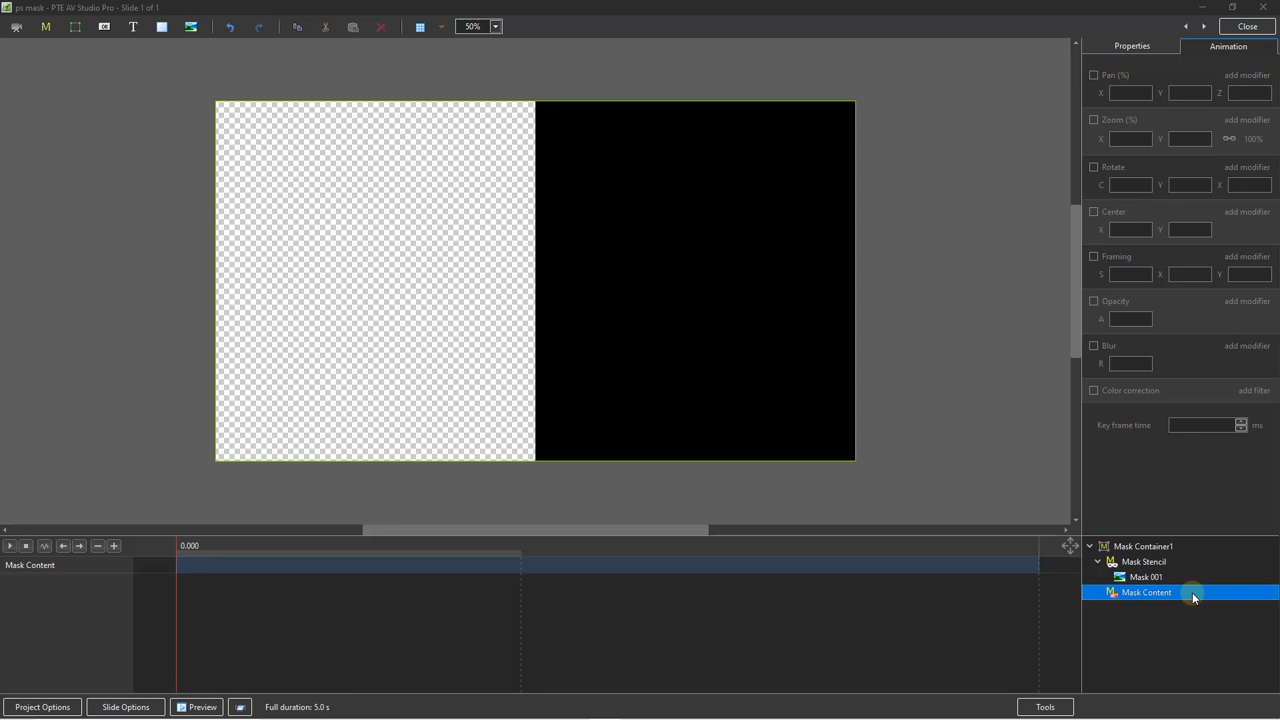 ps mask - PTE AV Studio Pro - Slide 1 of 1
M OK T 50% Close
Properties Animation
Pan (%) add modifier
X Y Z
Zoom (%) add modifier
X Y 100%
Rotate add modifier
C Y X
Center add modifier
X Y
Framing add modifier
S X Y
Opacity add modifier
A
Blur add modifier
R
Color correction add filter
Key frame time ms
0.000
Mask Content
Mask Container1
Mask Stencil
Mask 001
Mask Content
Project Options Slide Options Preview Full duration: 5.0 s Tools